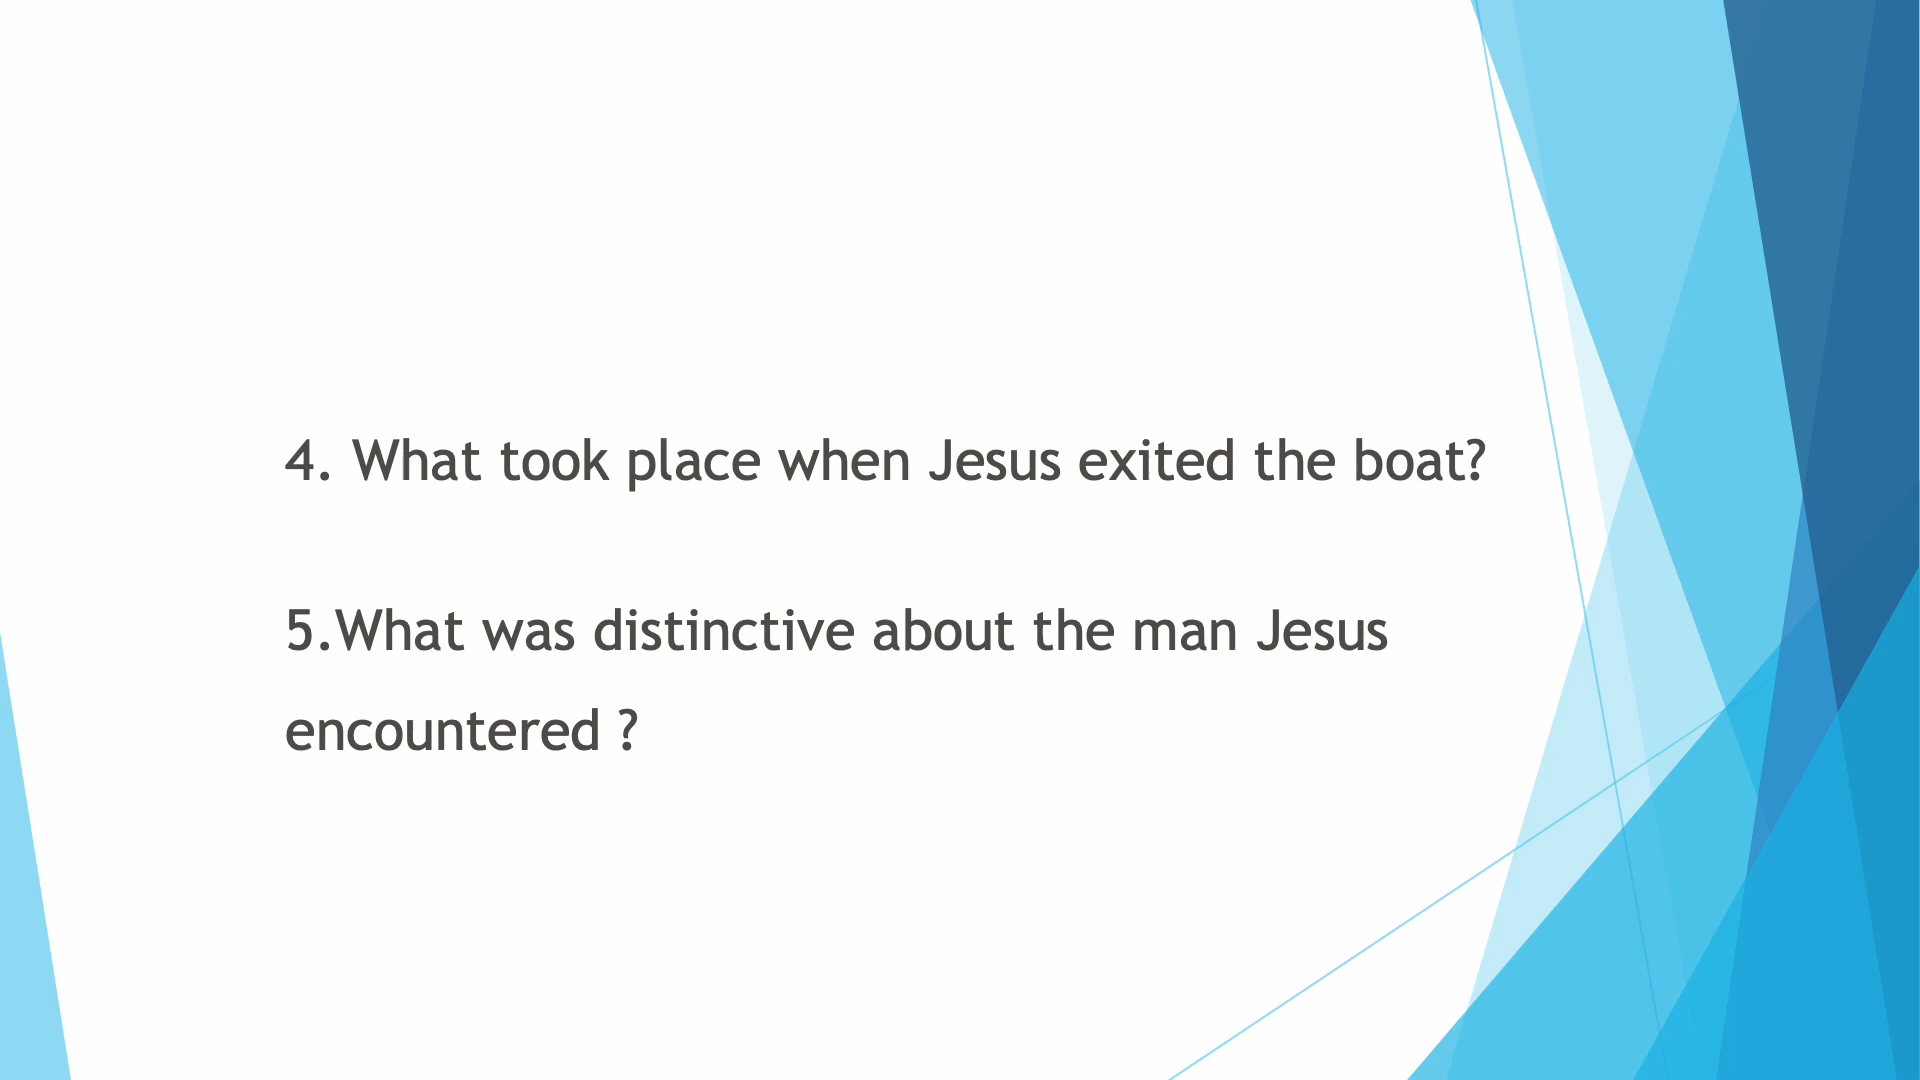 4. What took place when Jesus exited the boat?
5.What was distinctive about the man Jesus
encountered ?